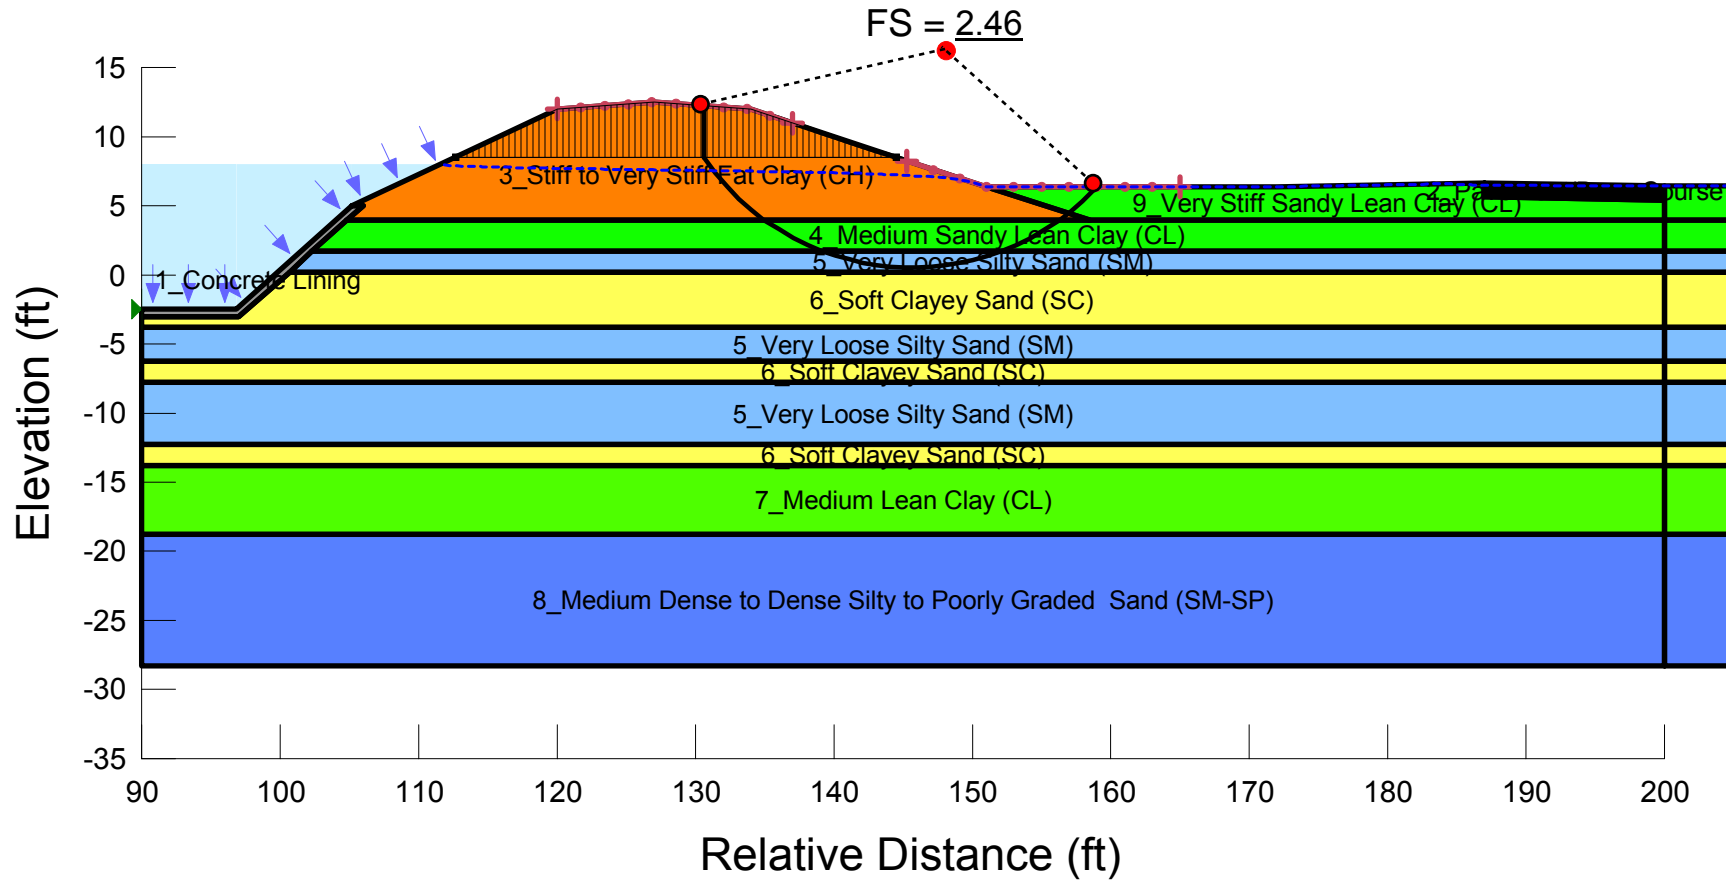 FS = 2.46
15
10
5
0
-5
-10
-15
-20
-25
-30
-35
Elevation (ft)
3_Stiff to Very Stiff Fat Clay (CH)
9_Very Stiff Sandy Lean Clay (CL)
4_Medium Sandy Lean Clay (CL)
5_Very Loose Silty Sand (SM)
1_Concrete Lining
6_Soft Clayey Sand (SC)
5_Very Loose Silty Sand (SM)
6_Soft Clayey Sand (SC)
5_Very Loose Silty Sand (SM)
6_Soft Clayey Sand (SC)
7_Medium Lean Clay (CL)
8_Medium Dense to Dense Silty to Poorly Graded Sand (SM-SP)
90 100 110 120 130 140 150 160 170 180 190 200
Relative Distance (ft)